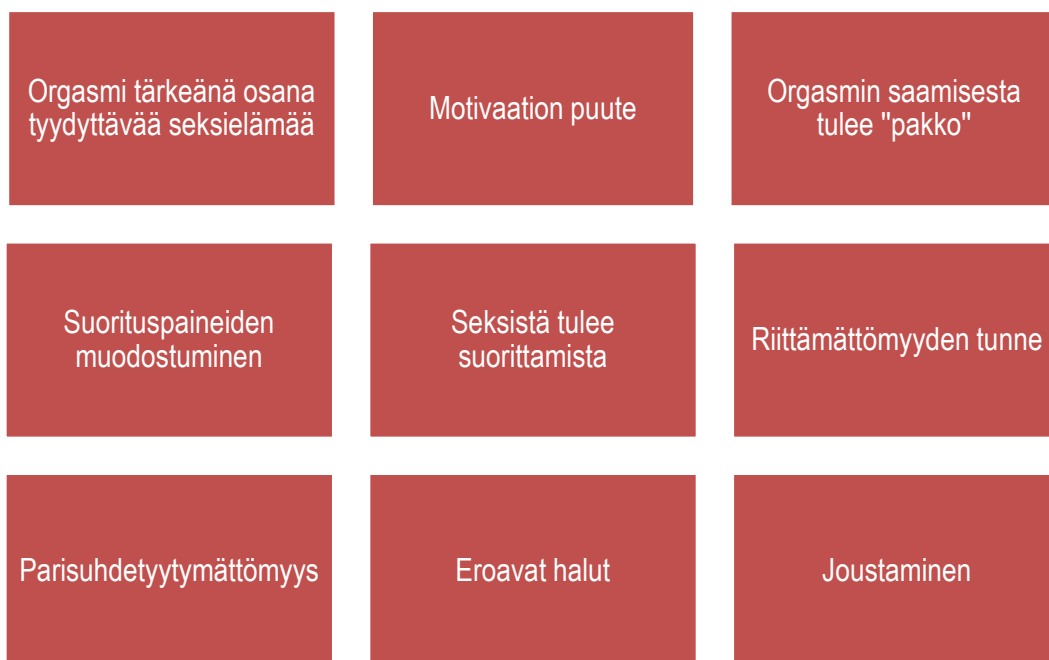 Orgasmi tärkeänä osana
tyydyttävää seksielämää
Motivaation puute
Orgasmin saamisesta
tulee "pakko"
Suorituspaineiden
muodostuminen
Seksistä tulee
suorittamista
Riittämättömyyden tunne
Parisuhdetyytymättömyys
Eroavat halut
Joustaminen